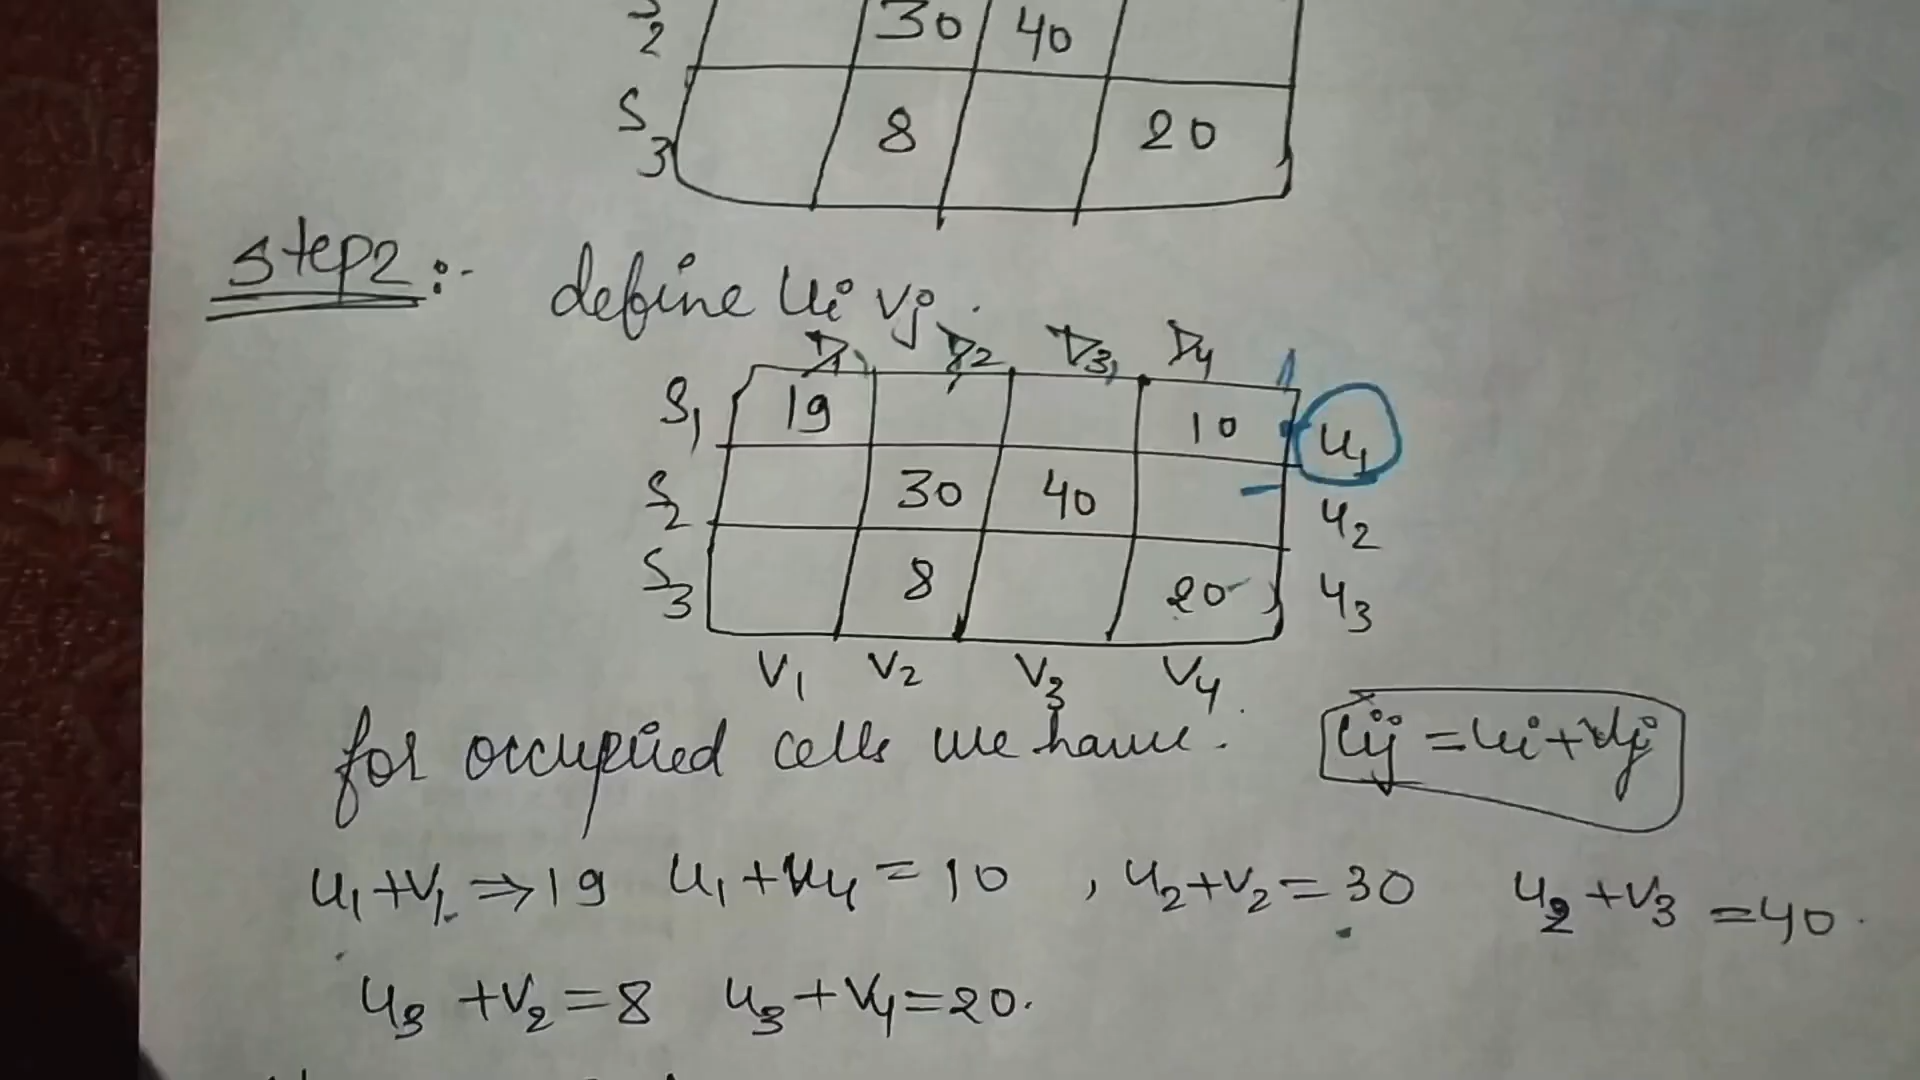 S2 30 40
S3 8 20
Step2:- define ui vj.
D1 D2 D3 D4
S1 19 10 u1
S2 30 40 u2
S3 8 20 u3
V1 V2 V3 V4
for occupied cells we have. Cij = ui + vj
u1 + v1 ⇒ 19 u1 + v4 = 10 , u2 + v2 = 30 u2 + v3 = 40.
u3 + v2 = 8 u3 + v4 = 20.